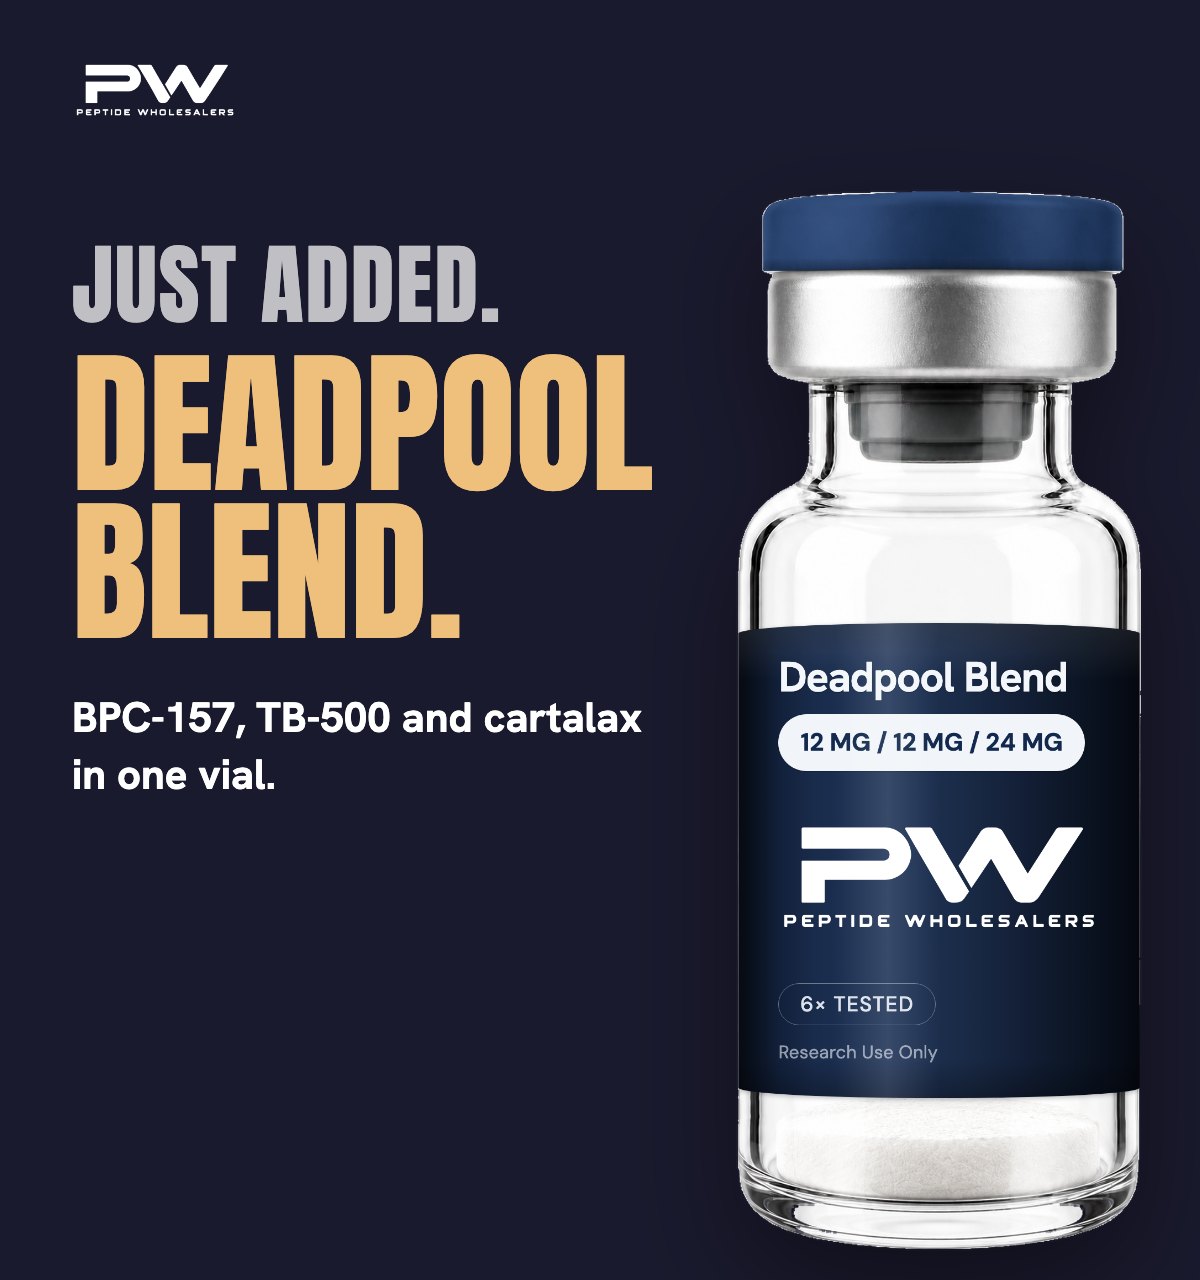 PW
PEPTIDE WHOLESALERS
JUST ADDED.
DEADPOOL
BLEND.
BPC-157, TB-500 and cartalax
in one vial.
Deadpool Blend
12 MG / 12 MG / 24 MG
PW
PEPTIDE WHOLESALERS
6× TESTED
Research Use Only